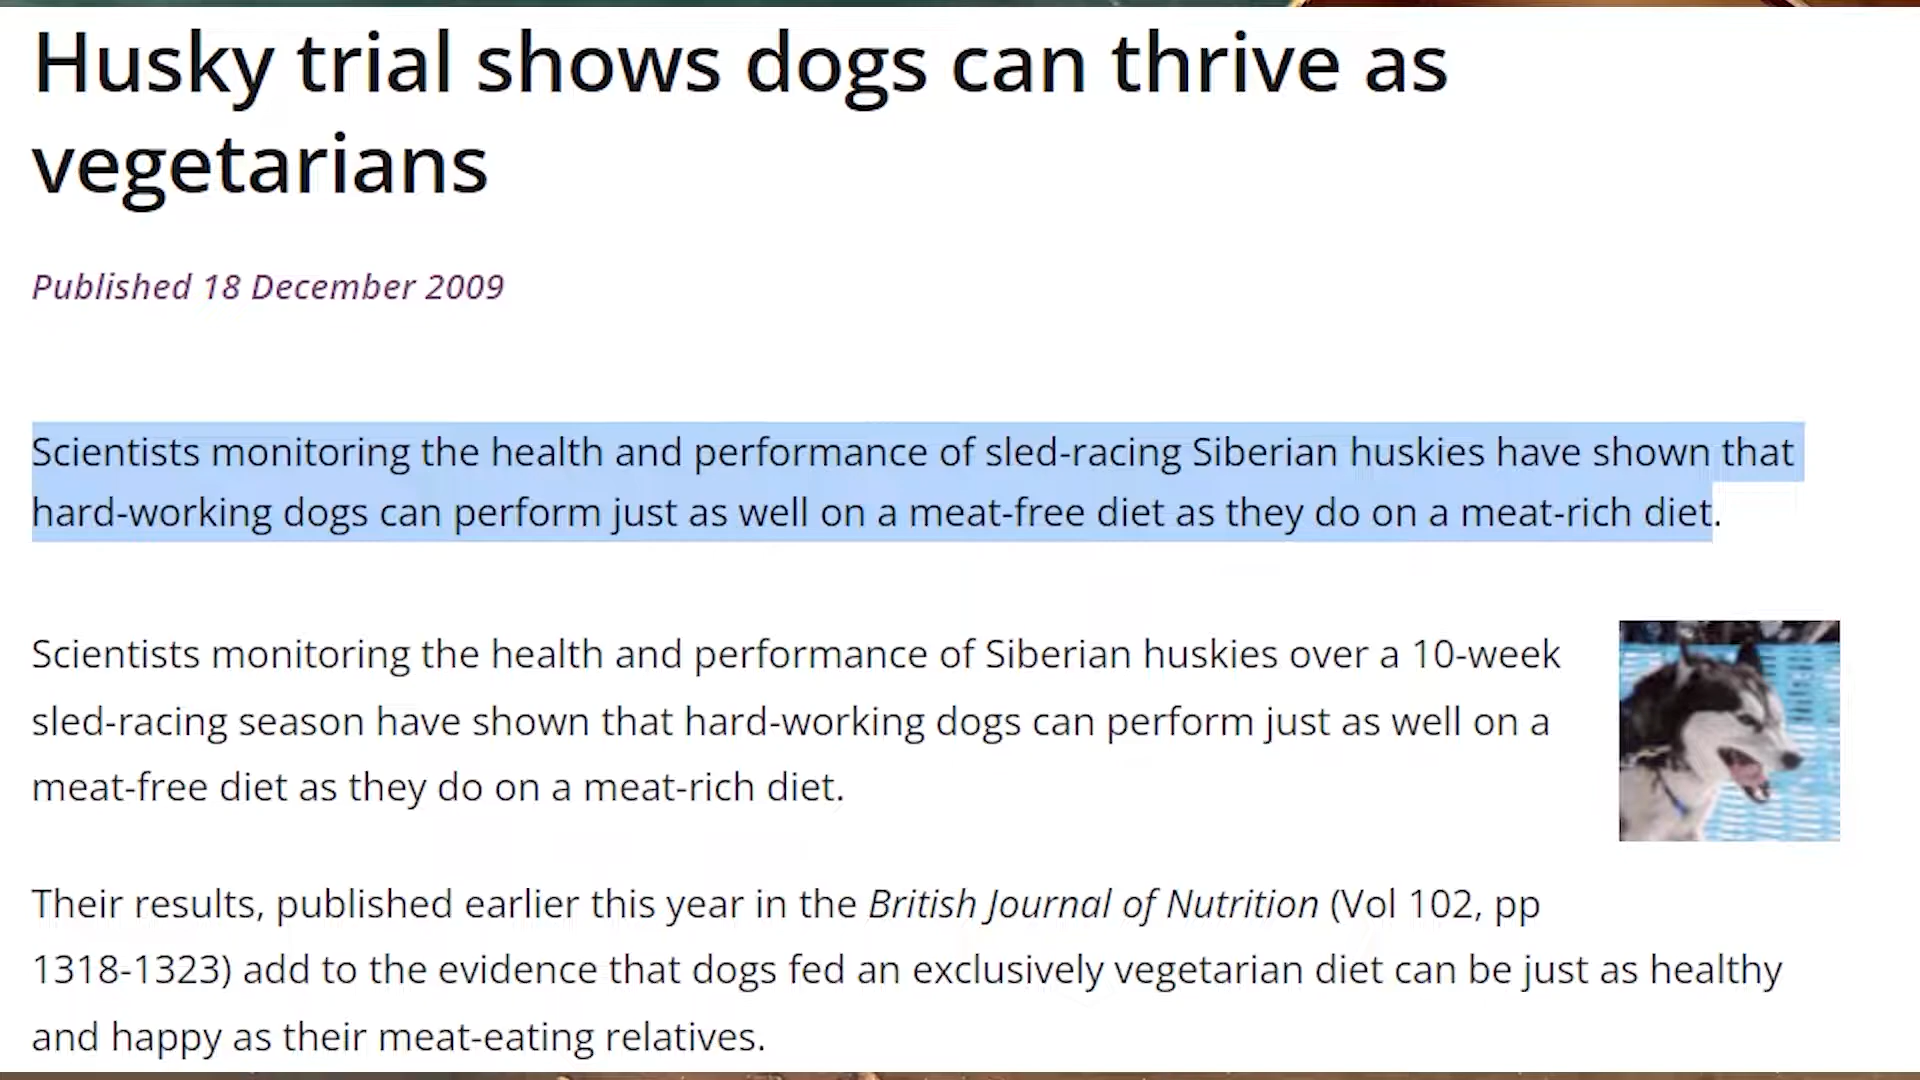 Husky trial shows dogs can thrive as
vegetarians
Published 18 December 2009
Scientists monitoring the health and performance of sled-racing Siberian huskies have shown that
hard-working dogs can perform just as well on a meat-free diet as they do on a meat-rich diet.
Scientists monitoring the health and performance of Siberian huskies over a 10-week
sled-racing season have shown that hard-working dogs can perform just as well on a
meat-free diet as they do on a meat-rich diet.
Their results, published earlier this year in the British Journal of Nutrition (Vol 102, pp
1318-1323) add to the evidence that dogs fed an exclusively vegetarian diet can be just as healthy
and happy as their meat-eating relatives.